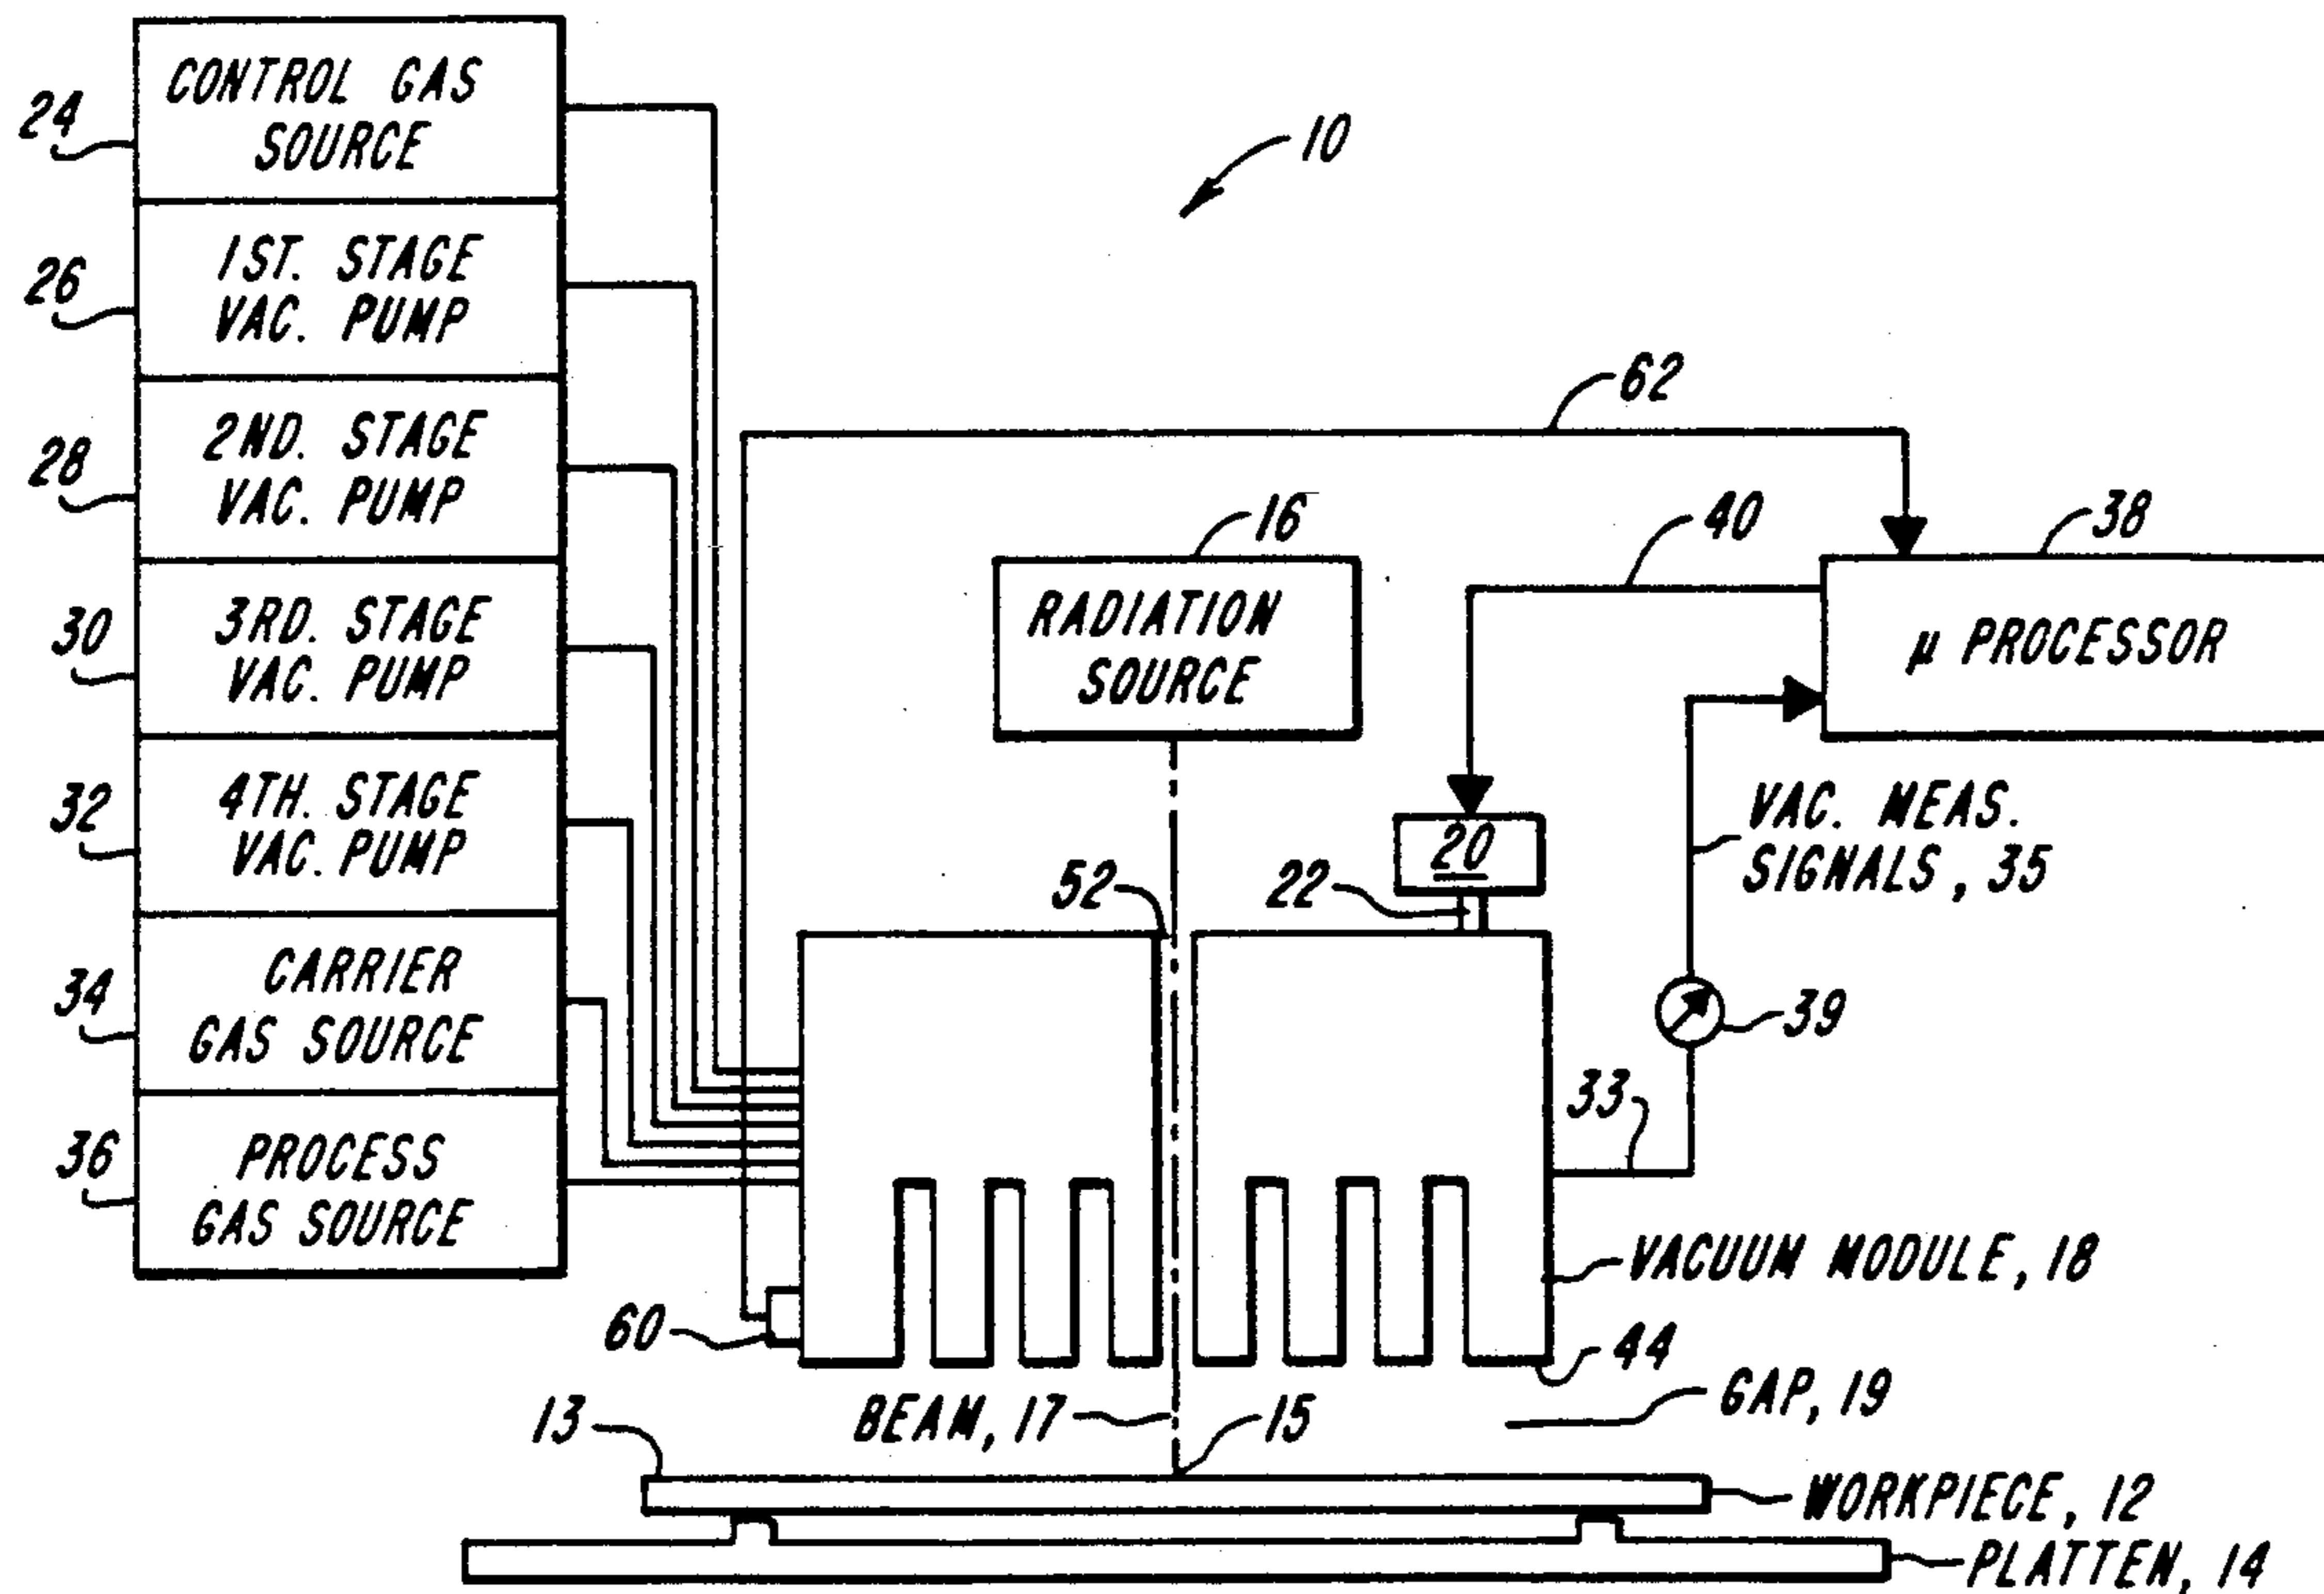 CONTROL GAS
SOURCE
24
1ST. STAGE
VAC. PUMP
26
2ND. STAGE
VAC. PUMP
28
3RD. STAGE
VAC. PUMP
30
4TH. STAGE
VAC. PUMP
32
CARRIER
GAS SOURCE
34
PROCESS
GAS SOURCE
36
10
62
16
40
38
RADIATION
SOURCE
µ PROCESSOR
20
22
52
VAC. MEAS.
SIGNALS, 35
39
33
VACUUM MODULE, 18
60
44
GAP, 19
BEAM, 17
13
15
WORKPIECE, 12
PLATTEN, 14